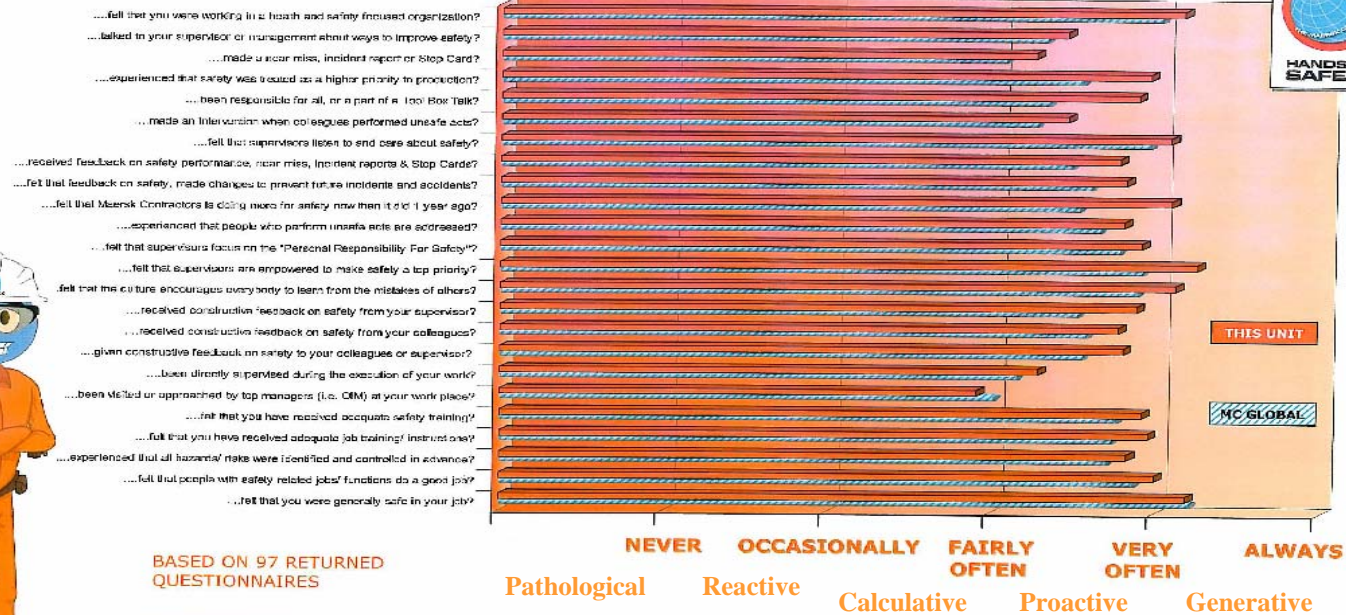 ....felt that you were working in a health and safety focused organization?
....talked to your supervisor or management about ways to improve safety?
....made a near miss, incident report or Stop Card?
....experienced that safety was treated as a higher priority to production?
....been responsible for all, or a part of a Tool Box Talk?
....made an Intervention when colleagues performed unsafe acts?
....felt that supervisors listen to and care about safety?
....received feedback on safety performance, near miss, Incident reports & Stop Cards?
....felt that feedback on safety, made changes to prevent future incidents and accidents?
....felt that Maersk Contractors is doing more for safety now than it did 1 year ago?
....experienced that people who perform unsafe acts are addressed?
....felt that supervisors focus on the "Personal Responsibility For Safety"?
....felt that supervisors are empowered to make safety a top priority?
.felt that the culture encourages everybody to learn from the mistakes of others?
....received constructive feedback on safety from your supervisor?
....received constructive feedback on safety from your colleagues?
....given constructive feedback on safety to your colleagues or supervisor?
....been directly supervised during the execution of your work?
....been visited or approached by top managers (i.e. OIM) at your work place?
....felt that you have received adequate safety training?
....felt that you have received adequate job training/ instructions?
....experienced that all hazards/ risks were identified and controlled in advance?
....felt that people with safety related jobs/ functions do a good job?
....felt that you were generally safe in your job?
HANDS
SAFE
THIS UNIT
MC GLOBAL
NEVER OCCASIONALLY FAIRLY OFTEN VERY OFTEN ALWAYS
BASED ON 97 RETURNED
QUESTIONNAIRES
Pathological Reactive Calculative Proactive Generative